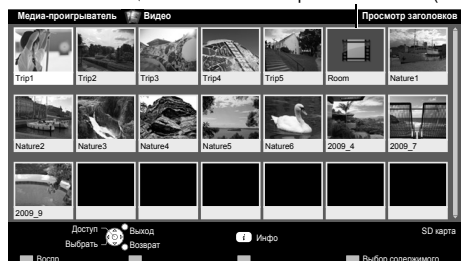 Медиа-проигрыватель Видео Просмотр заголовков
Trip1 Trip2 Trip3 Trip4 Trip5 Room Nature1
Nature2 Nature3 Nature4 Nature5 Nature6 2009_4 2009_7
2009_9
Доступ Выход
Выбрать Возврат
i Инфо
SD карта
Воспр. Выбор содержимого